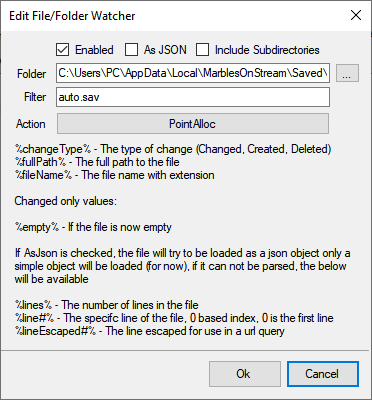 Edit File/Folder Watcher
Enabled As JSON Include Subdirectories
Folder C:\Users\PC\AppData\Local\MarblesOnStream\Saved\ ...
Filter auto.sav
Action PointAlloc
%changeType% - The type of change (Changed, Created, Deleted)
%fullPath% - The full path to the file
%fileName% - The file name with extension
Changed only values:
%empty% - If the file is now empty
If AsJson is checked, the file will try to be loaded as a json object only a
simple object will be loaded (for now), if it can not be parsed, the below
will be available
%lines% - The number of lines in the file
%line#% - The specifc line of the file, 0 based index, 0 is the first line
%lineEscaped#% - The line escaped for use in a url query
Ok Cancel